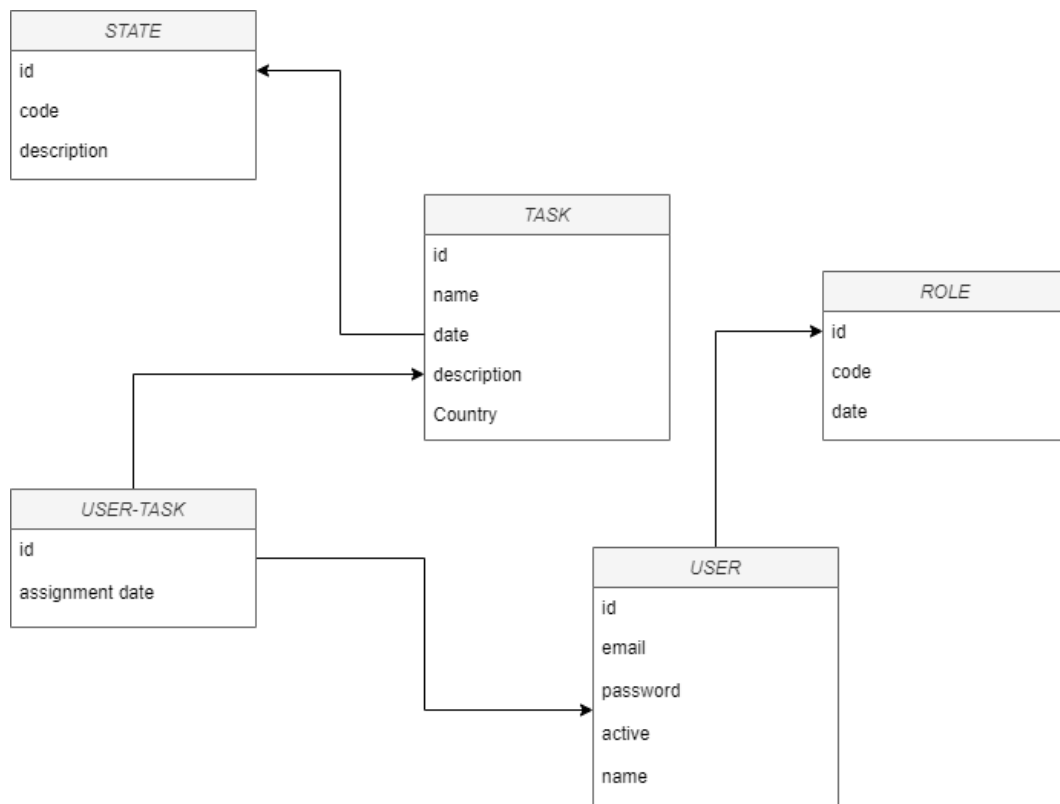 STATE
id
code
description
TASK
id
name
date
description
Country
ROLE
id
code
date
USER-TASK
id
assignment date
USER
id
email
password
active
name